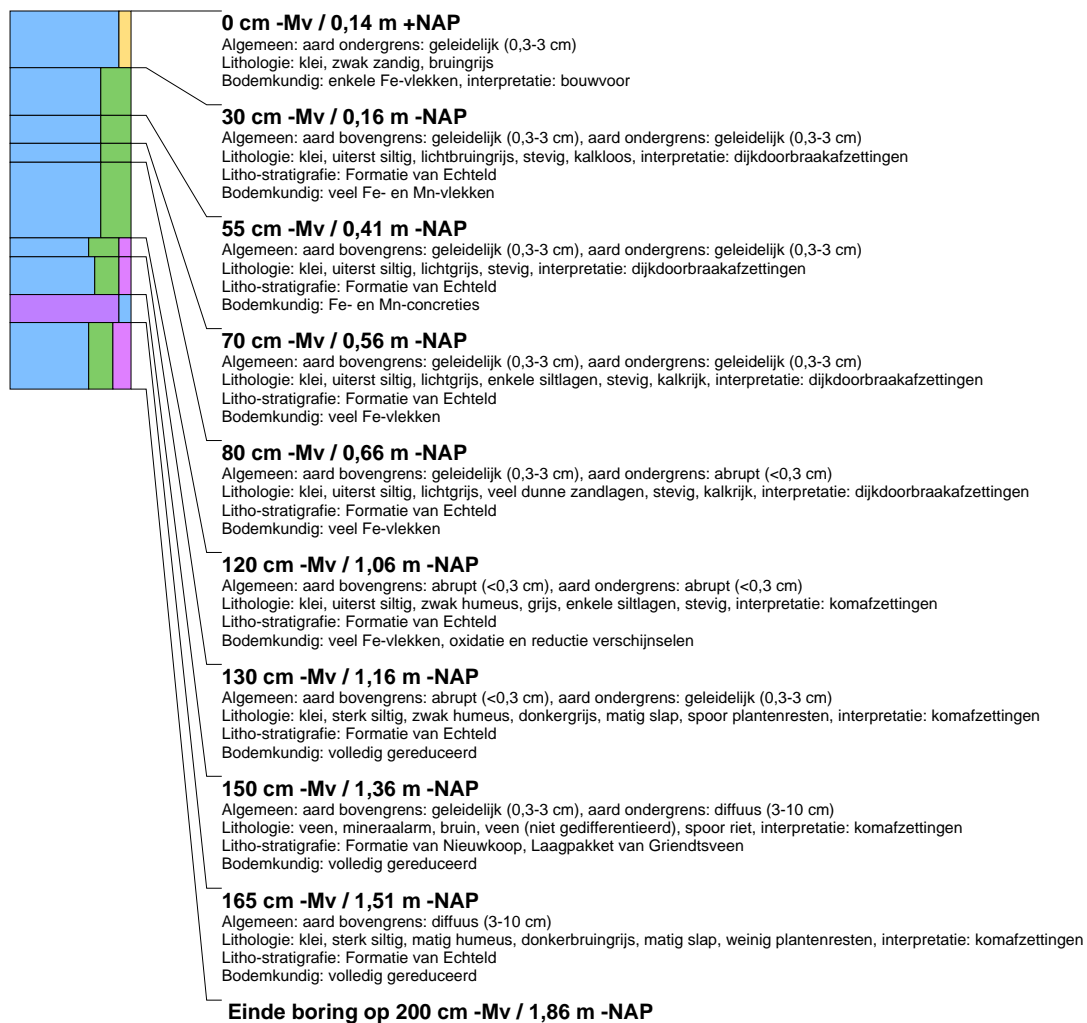 0 cm -Mv / 0,14 m +NAP
Algemeen: aard ondergrens: geleidelijk (0,3-3 cm)
Lithologie: klei, zwak zandig, bruingrijs
Bodemkundig: enkele Fe-vlekken, interpretatie: bouwvoor
30 cm -Mv / 0,16 m -NAP
Algemeen: aard bovengrens: geleidelijk (0,3-3 cm), aard ondergrens: geleidelijk (0,3-3 cm)
Lithologie: klei, uiterst siltig, lichtbruingrijs, stevig, kalkloos, interpretatie: dijkdoorbraakafzettingen
Litho-stratigrafie: Formatie van Echteld
Bodemkundig: veel Fe- en Mn-vlekken
55 cm -Mv / 0,41 m -NAP
Algemeen: aard bovengrens: geleidelijk (0,3-3 cm), aard ondergrens: geleidelijk (0,3-3 cm)
Lithologie: klei, uiterst siltig, lichtgrijs, stevig, interpretatie: dijkdoorbraakafzettingen
Litho-stratigrafie: Formatie van Echteld
Bodemkundig: Fe- en Mn-concreties
70 cm -Mv / 0,56 m -NAP
Algemeen: aard bovengrens: geleidelijk (0,3-3 cm), aard ondergrens: geleidelijk (0,3-3 cm)
Lithologie: klei, uiterst siltig, lichtgrijs, enkele siltlagen, stevig, kalkrijk, interpretatie: dijkdoorbraakafzettingen
Litho-stratigrafie: Formatie van Echteld
Bodemkundig: veel Fe-vlekken
80 cm -Mv / 0,66 m -NAP
Algemeen: aard bovengrens: geleidelijk (0,3-3 cm), aard ondergrens: abrupt (<0,3 cm)
Lithologie: klei, uiterst siltig, lichtgrijs, veel dunne zandlagen, stevig, kalkrijk, interpretatie: dijkdoorbraakafzettingen
Litho-stratigrafie: Formatie van Echteld
Bodemkundig: veel Fe-vlekken
120 cm -Mv / 1,06 m -NAP
Algemeen: aard bovengrens: abrupt (<0,3 cm), aard ondergrens: abrupt (<0,3 cm)
Lithologie: klei, uiterst siltig, zwak humeus, grijs, enkele siltlagen, stevig, interpretatie: komafzettingen
Litho-stratigrafie: Formatie van Echteld
Bodemkundig: veel Fe-vlekken, oxidatie en reductie verschijnselen
130 cm -Mv / 1,16 m -NAP
Algemeen: aard bovengrens: abrupt (<0,3 cm), aard ondergrens: geleidelijk (0,3-3 cm)
Lithologie: klei, sterk siltig, zwak humeus, donkergrijs, matig slap, spoor plantenresten, interpretatie: komafzettingen
Litho-stratigrafie: Formatie van Echteld
Bodemkundig: volledig gereduceerd
150 cm -Mv / 1,36 m -NAP
Algemeen: aard bovengrens: geleidelijk (0,3-3 cm), aard ondergrens: diffuus (3-10 cm)
Lithologie: veen, mineraalarm, bruin, veen (niet gedifferentieerd), spoor riet, interpretatie: komafzettingen
Litho-stratigrafie: Formatie van Nieuwkoop, Laagpakket van Griendtsveen
Bodemkundig: volledig gereduceerd
165 cm -Mv / 1,51 m -NAP
Algemeen: aard bovengrens: diffuus (3-10 cm)
Lithologie: klei, sterk siltig, matig humeus, donkerbruingrijs, matig slap, weinig plantenresten, interpretatie: komafzettingen
Litho-stratigrafie: Formatie van Echteld
Bodemkundig: volledig gereduceerd
Einde boring op 200 cm -Mv / 1,86 m -NAP